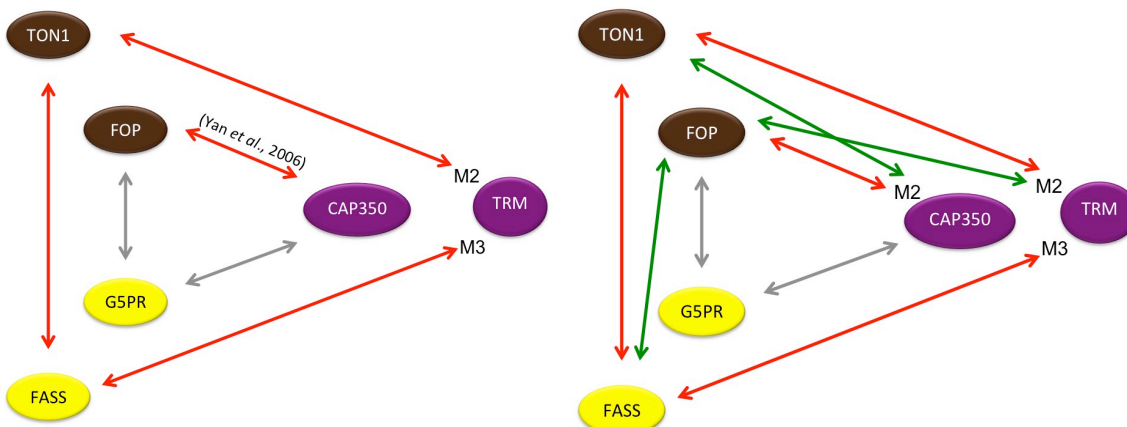 TON1
FOP
(Yan et al., 2006)
M2
CAP350
TRM
M3
G5PR
FASS
TON1
FOP
M2
M2
CAP350
TRM
M3
G5PR
FASS